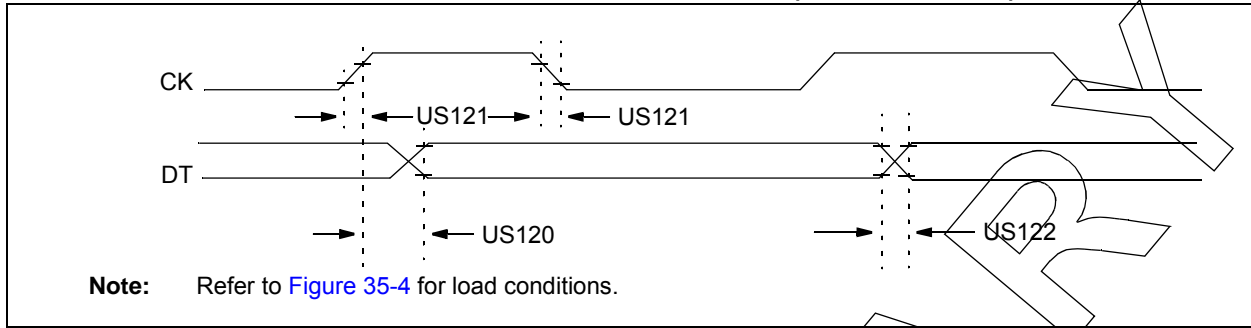 CK
US121 US121
DT
US120 US122
Note: Refer to Figure 35-4 for load conditions.
R
Y